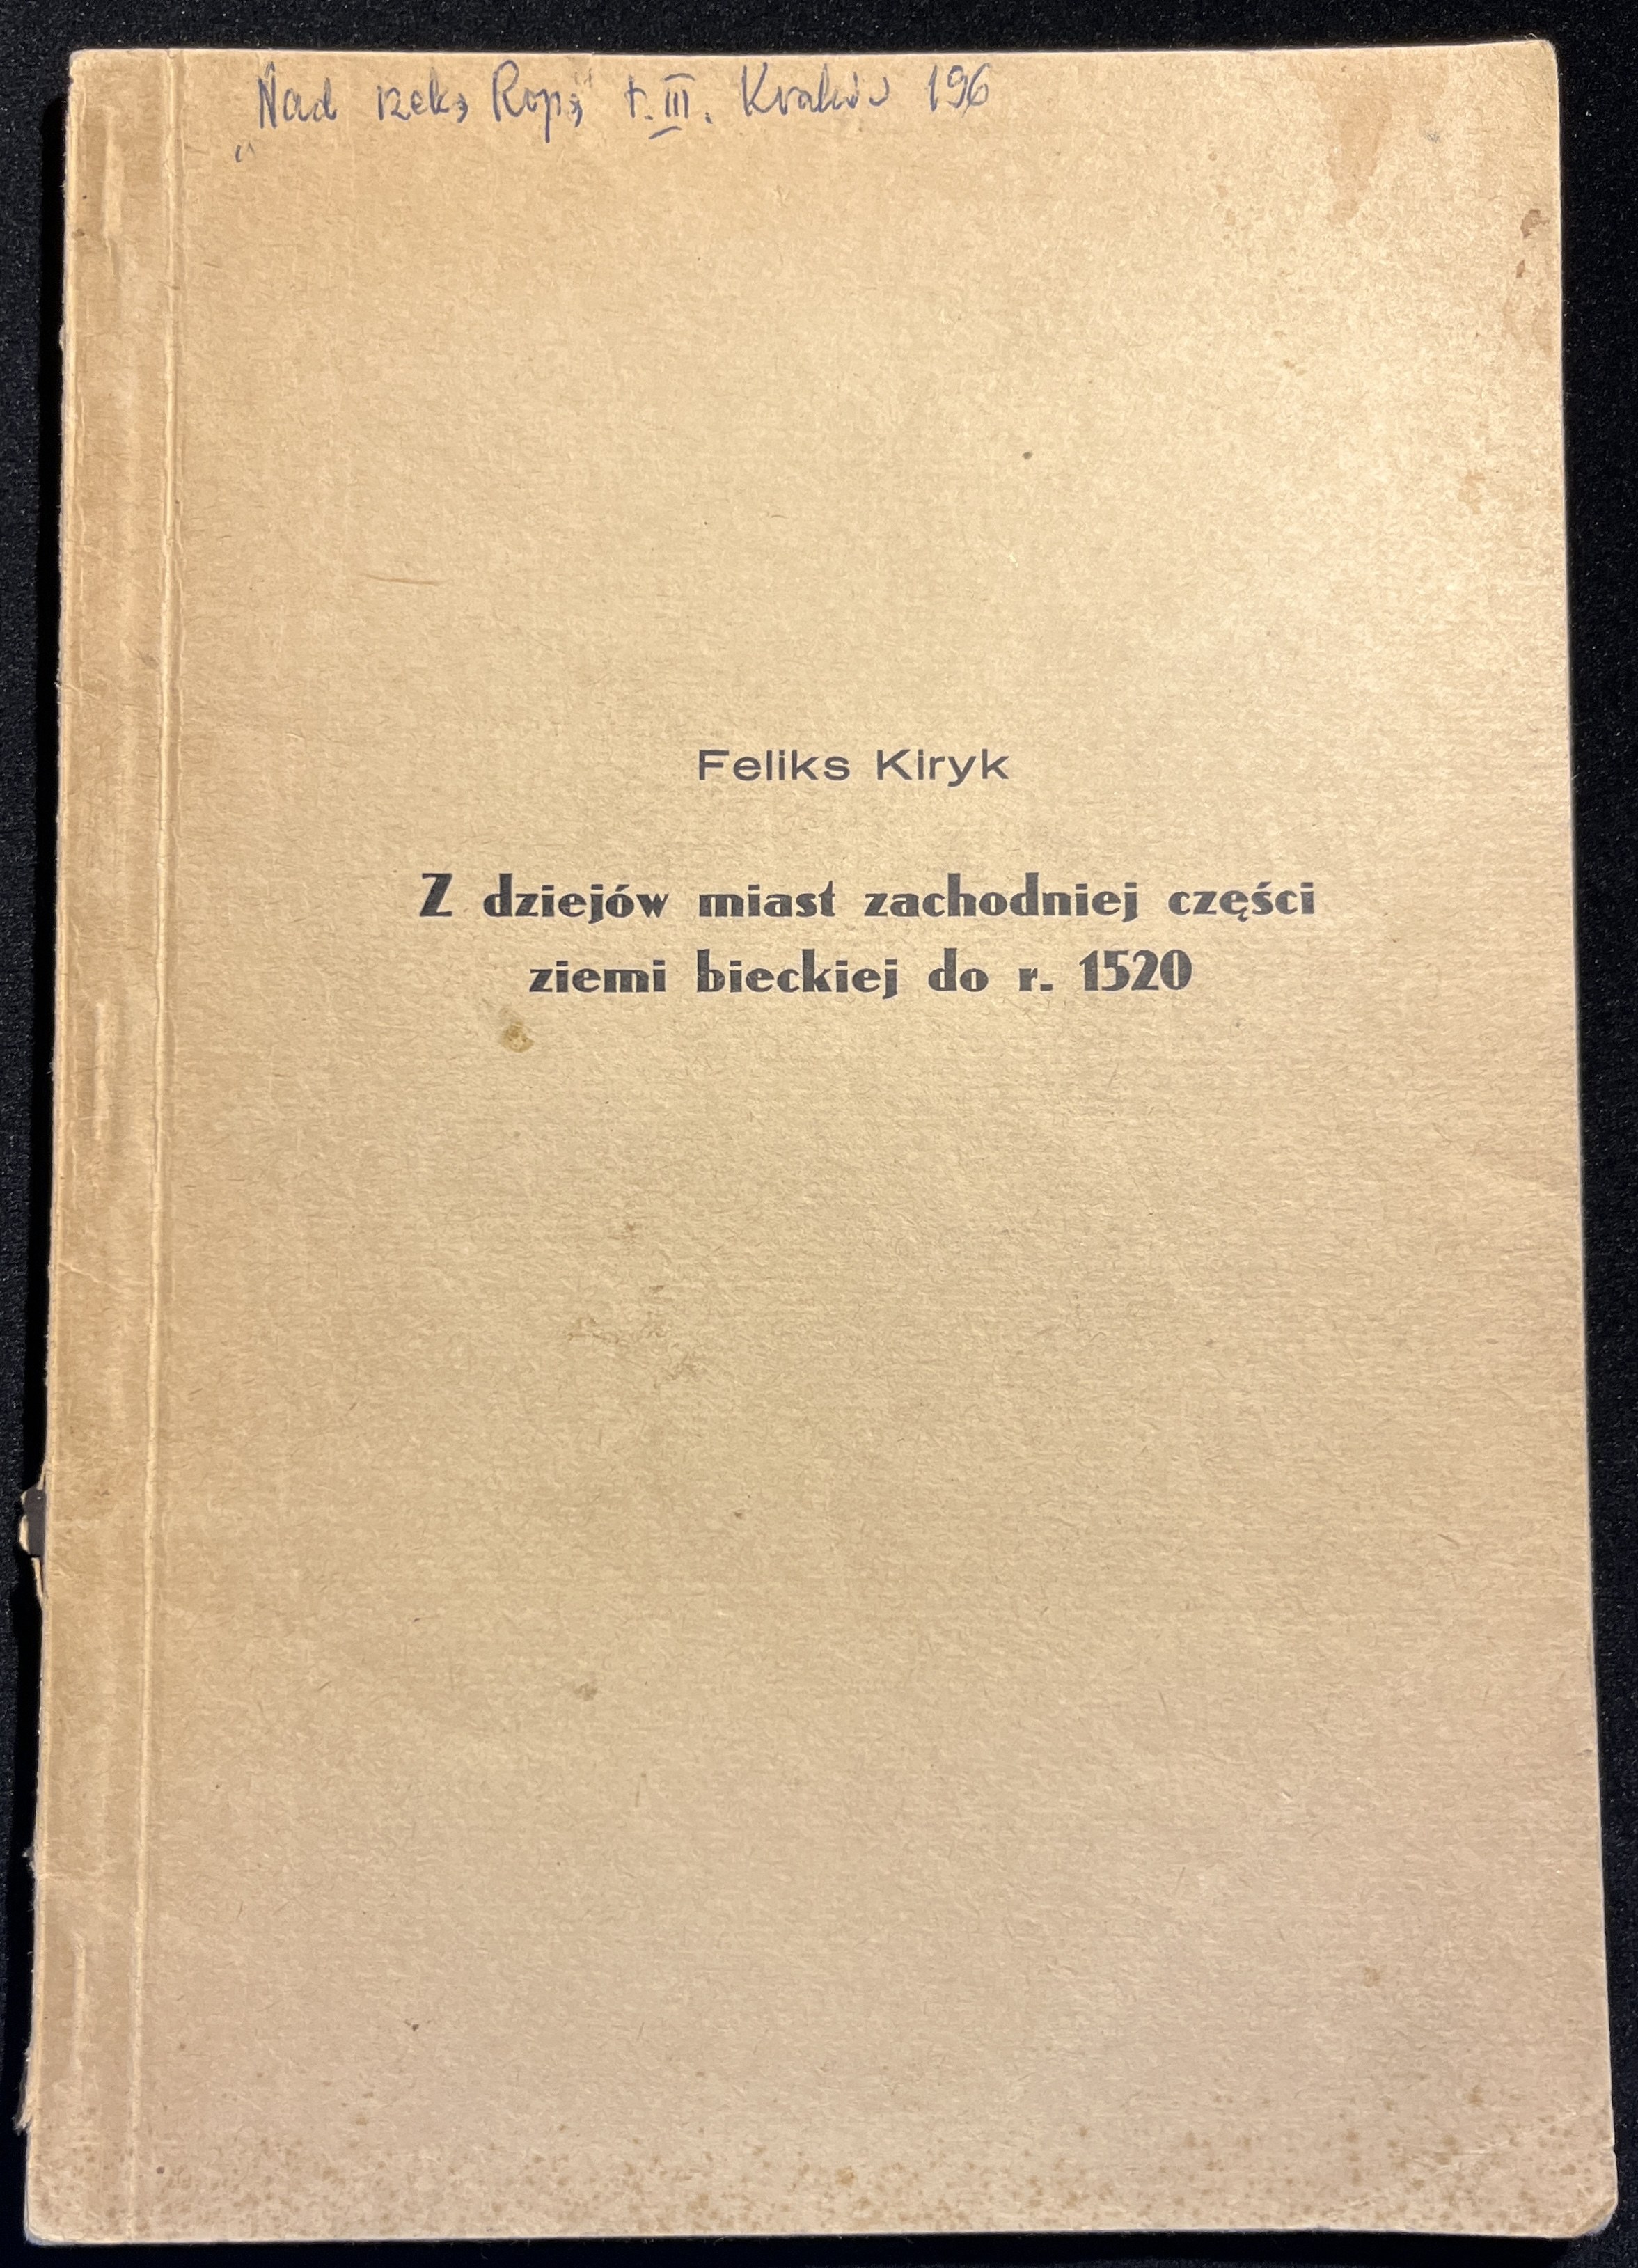 „Nad rzeką Ropą" t. III. Kraków 196
Feliks Kiryk
Z dziejów miast zachodniej części
ziemi bieckiej do r. 1520